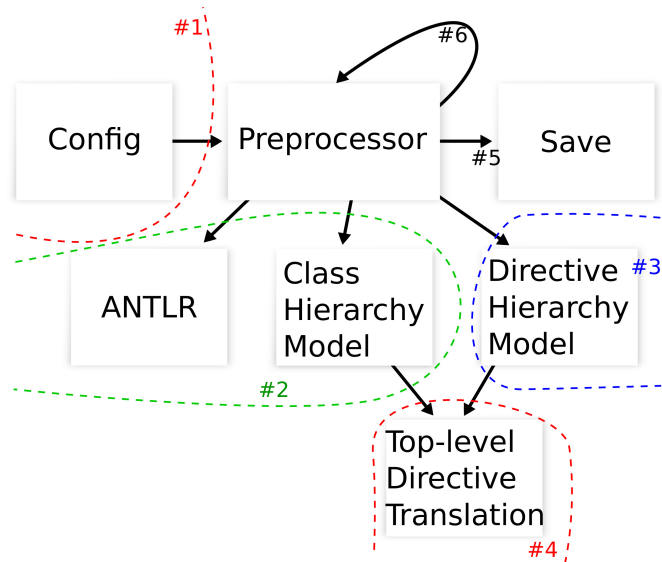 #1
#6
Config
Preprocessor
Save
#5
ANTLR
Class
Hierarchy
Model
Directive
Hierarchy
Model
#3
#2
Top-level
Directive
Translation
#4